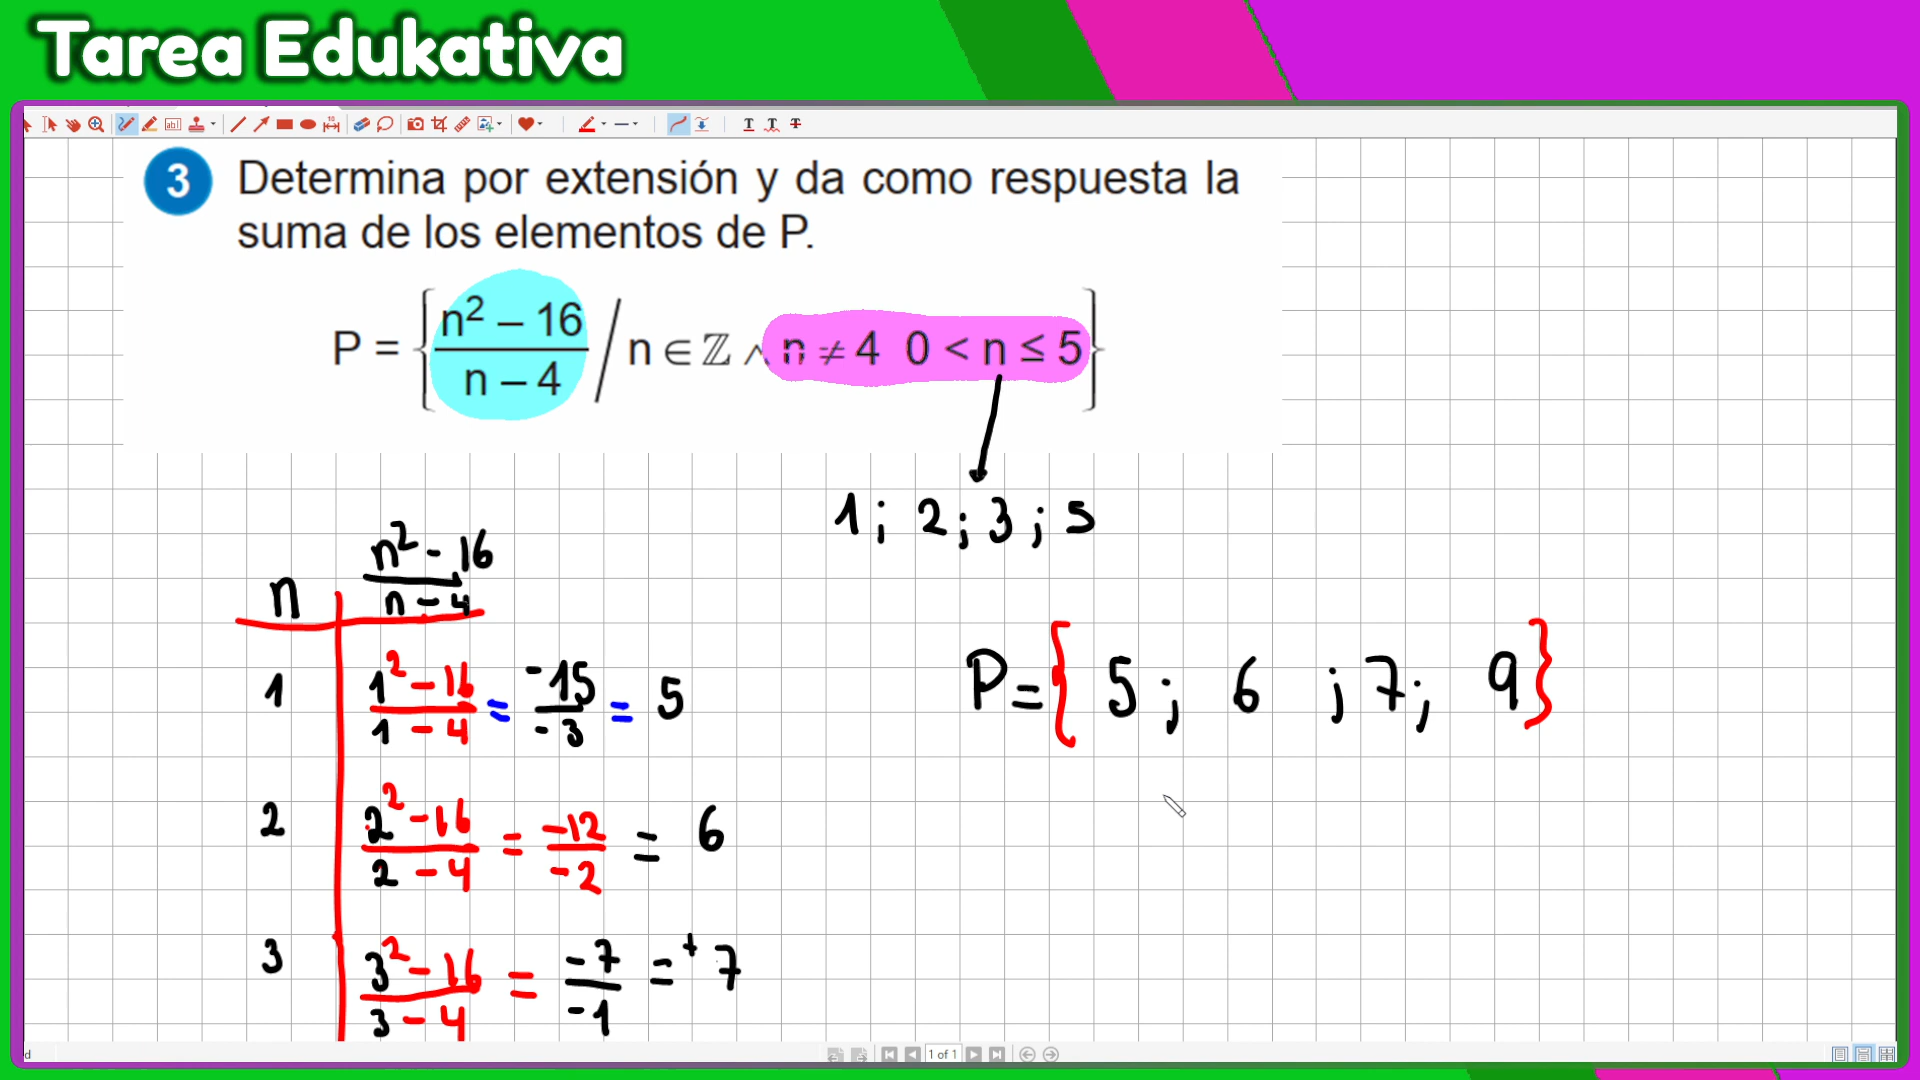 Tarea Edukativa
3 Determina por extensión y da como respuesta la
suma de los elementos de P.
P = { n² – 16 / n – 4 / n ∈ ℤ ∧ n ≠ 4 0 < n ≤ 5 }
1 ; 2 ; 3 ; 5
n | n² - 16 / n - 4
1 | 1² - 16 / 1 - 4 = -15 / -3 = 5
P = { 5 ; 6 ; 7 ; 9 }
2 | 2² - 16 / 2 - 4 = -12 / -2 = 6
3 | 3² - 16 / 3 - 4 = -7 / -1 = +7
1 of 1